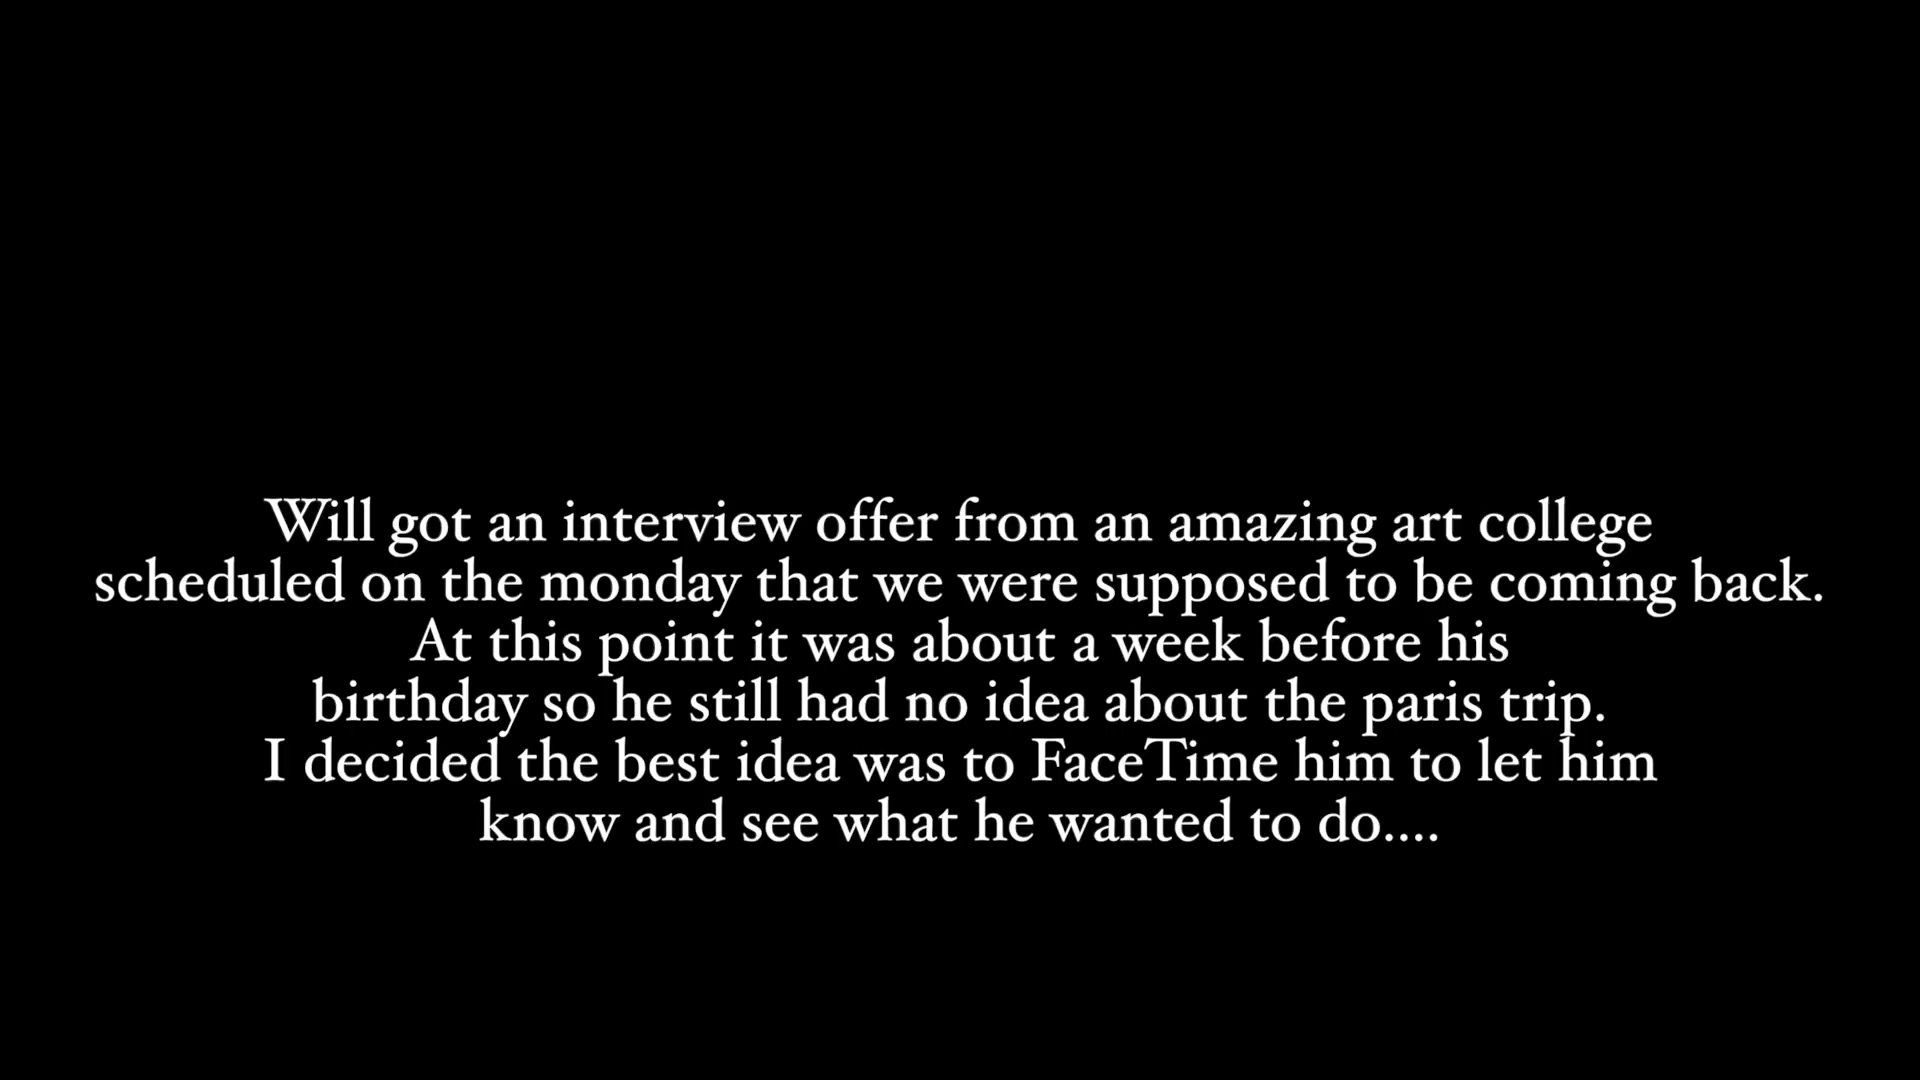 Will got an interview offer from an amazing art college
scheduled on the monday that we were supposed to be coming back.
At this point it was about a week before his
birthday so he still had no idea about the paris trip.
I decided the best idea was to FaceTime him to let him
know and see what he wanted to do....